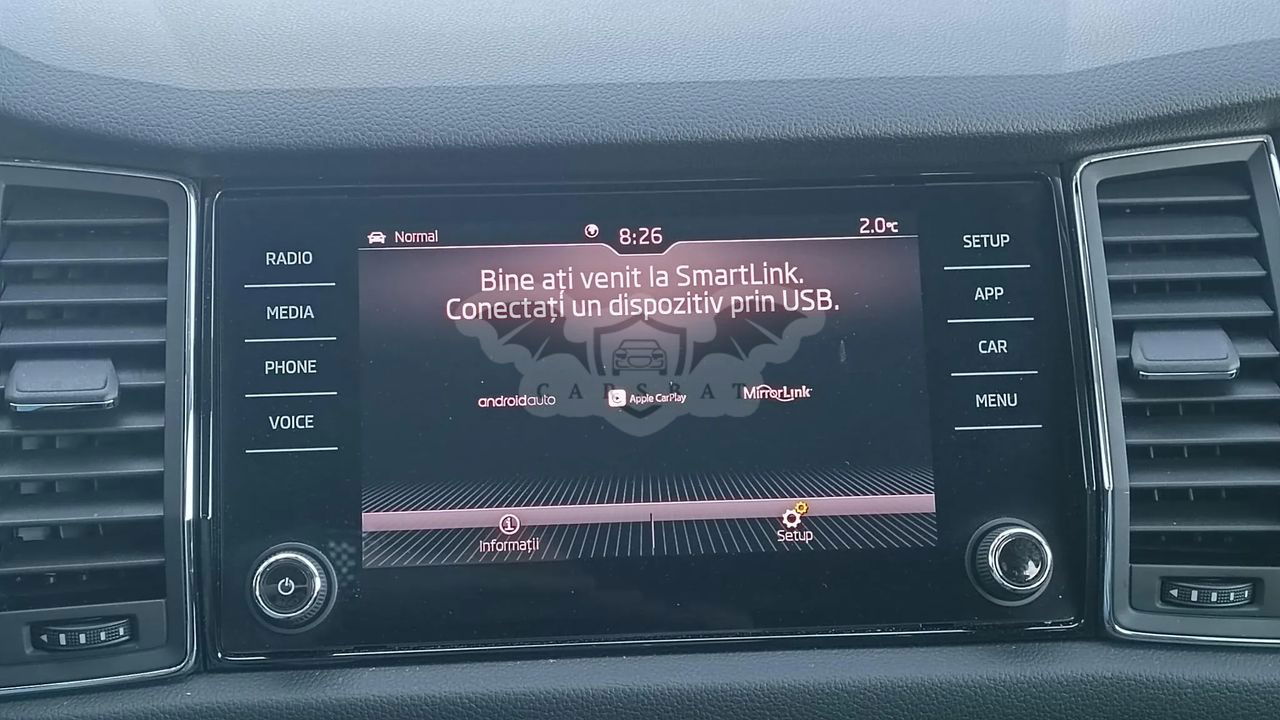 Normal
8:26
2.0°C
RADIO
MEDIA
PHONE
VOICE
Bine ați venit la SmartLink.
Conectați un dispozitiv prin USB.
SETUP
APP
CAR
MENU
CARSBAT
androidauto
Apple CarPlay
MirrorLink
Informații
Setup